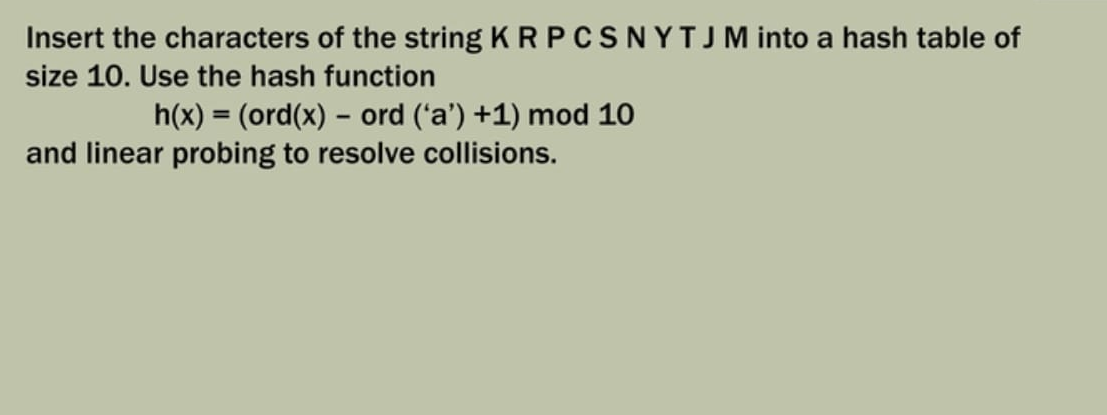 Insert the characters of the string K R P C S N Y T J M into a hash table of
size 10. Use the hash function
h(x) = (ord(x) – ord (‘a’) +1) mod 10
and linear probing to resolve collisions.